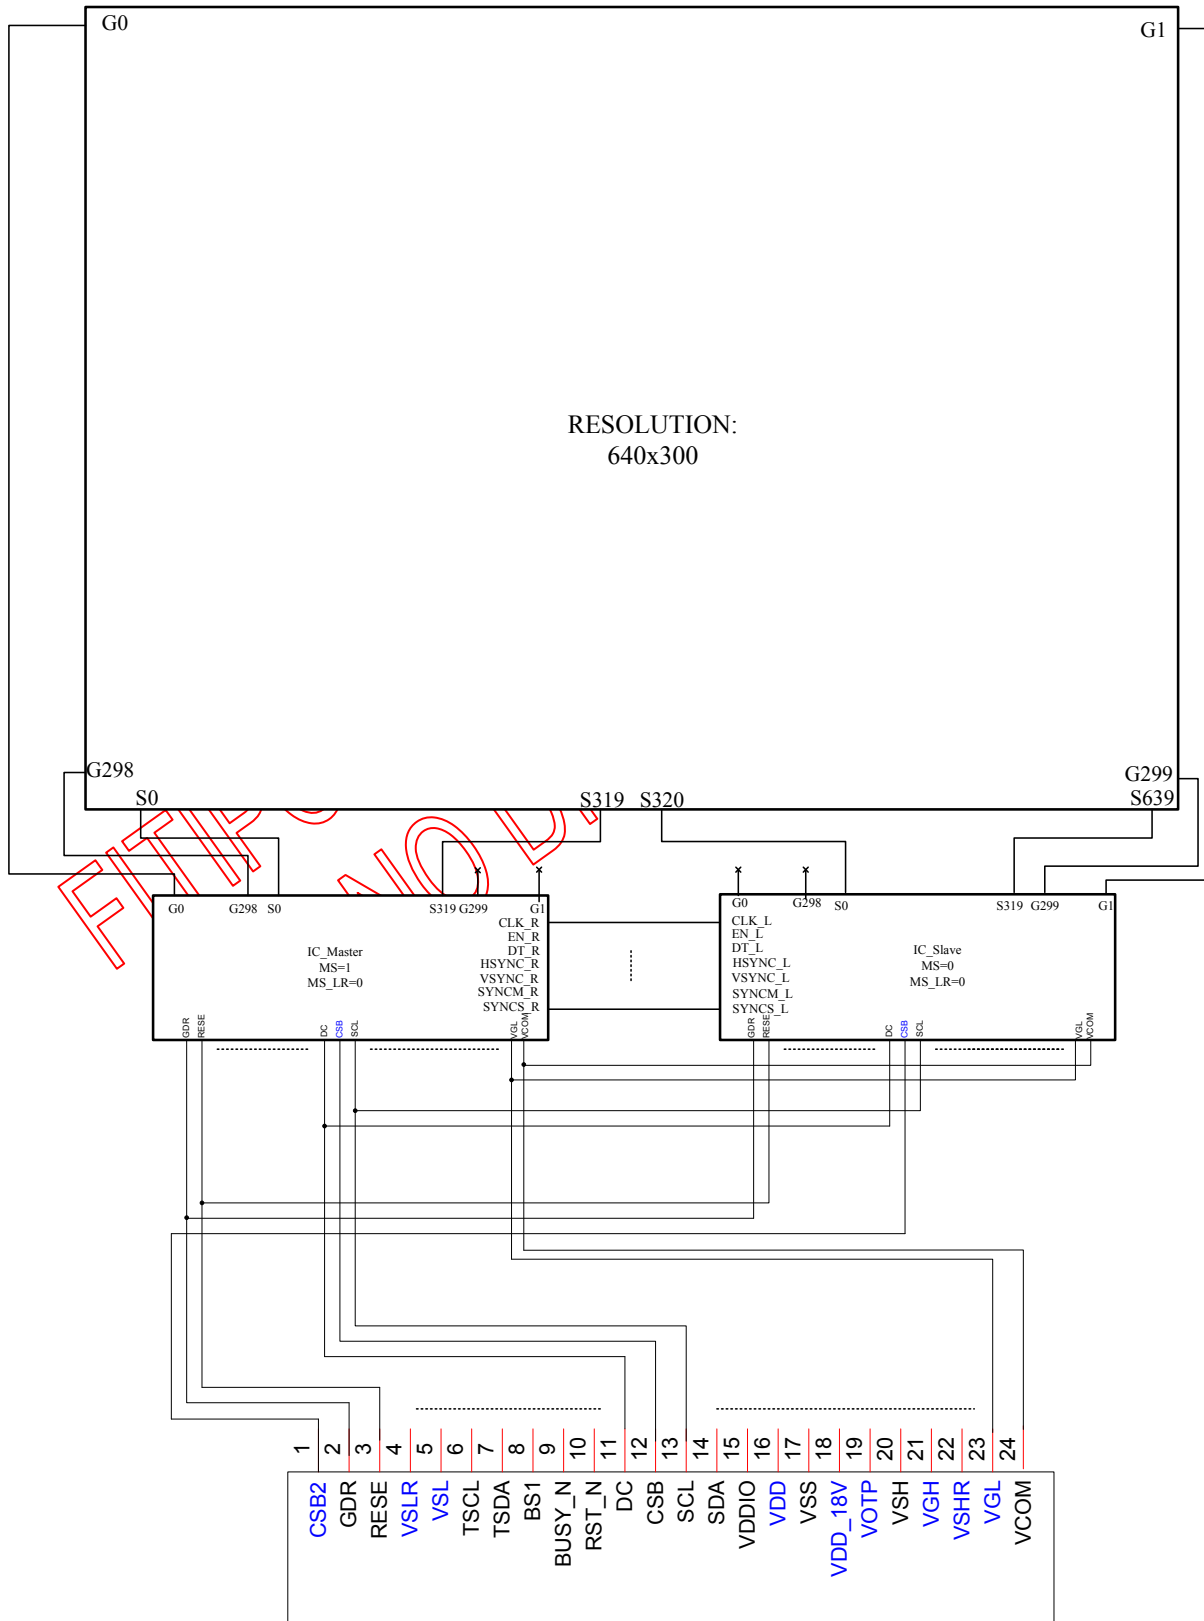 G0 G1
RESOLUTION:
640x300
G298 G299
S0 S319 S320 S639
G0 G298 S0 S319 G299 G1
CLK_R
EN_R
DT_R
HSYNC_R
VSYNC_R
SYNCM_R
SYNCS_R
IC_Master
MS=1
MS_LR=0
GDR RESE DC CSB SCL VGL VCOM
G0 G298 S0 S319 G299 G1
CLK_L
EN_L
DT_L
HSYNC_L
VSYNC_L
SYNCM_L
SYNCS_L
IC_Slave
MS=0
MS_LR=0
GDR RESE DC CSB SCL VGL VCOM
1 2 3 4 5 6 7 8 9 10 11 12 13 14 15 16 17 18 19 20 21 22 23 24
CSB2
GDR
RESE
VSLR
VSL
TSCL
TSDA
BS1
BUSY_N
RST_N
DC
CSB
SCL
SDA
VDDIO
VDD
VSS
VDD_18V
VOTP
VSH
VGH
VSHR
VGL
VCOM